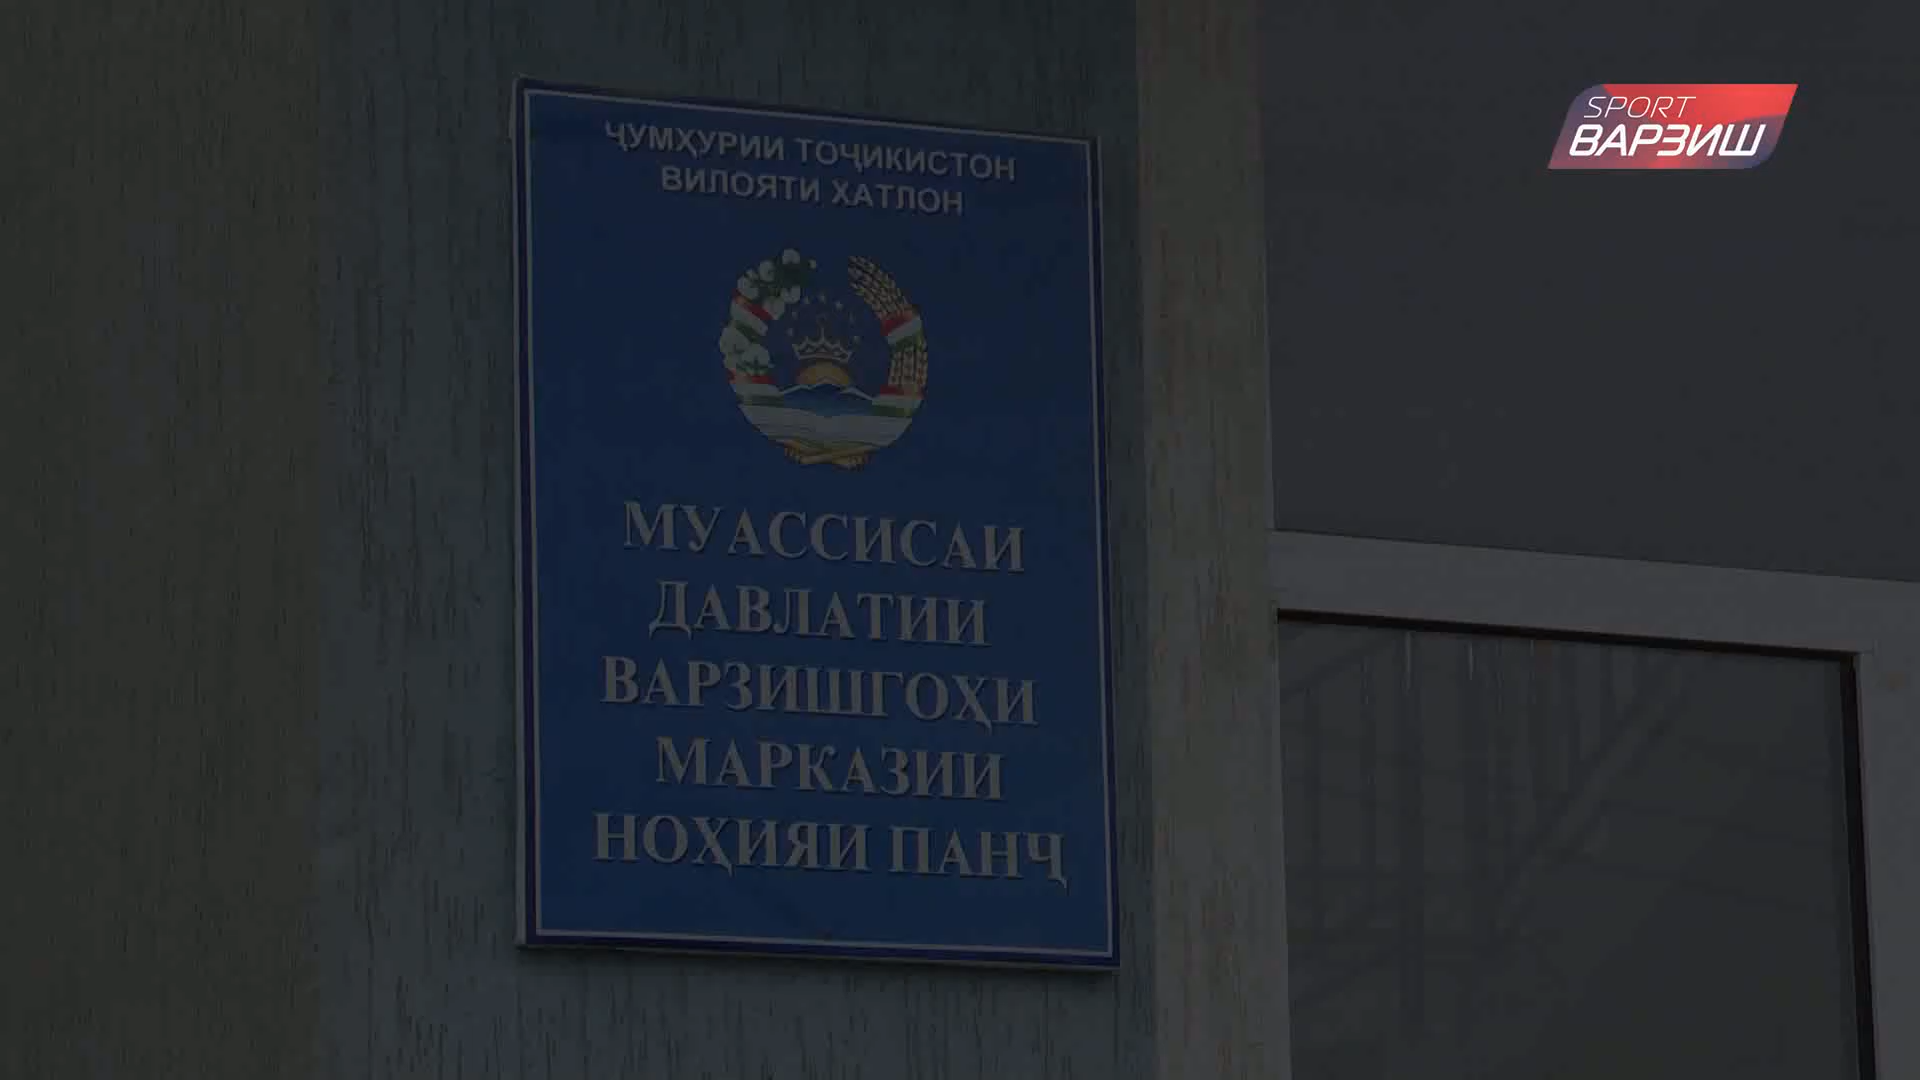 SPORT
ВАРЗИШ
ҶУМҲУРИИ ТОҶИКИСТОН
ВИЛОЯТИ ХАТЛОН
МУАССИСАИ
ДАВЛАТИИ
ВАРЗИШГОҲИ
МАРКАЗИИ
НОҲИЯИ ПАНҶ